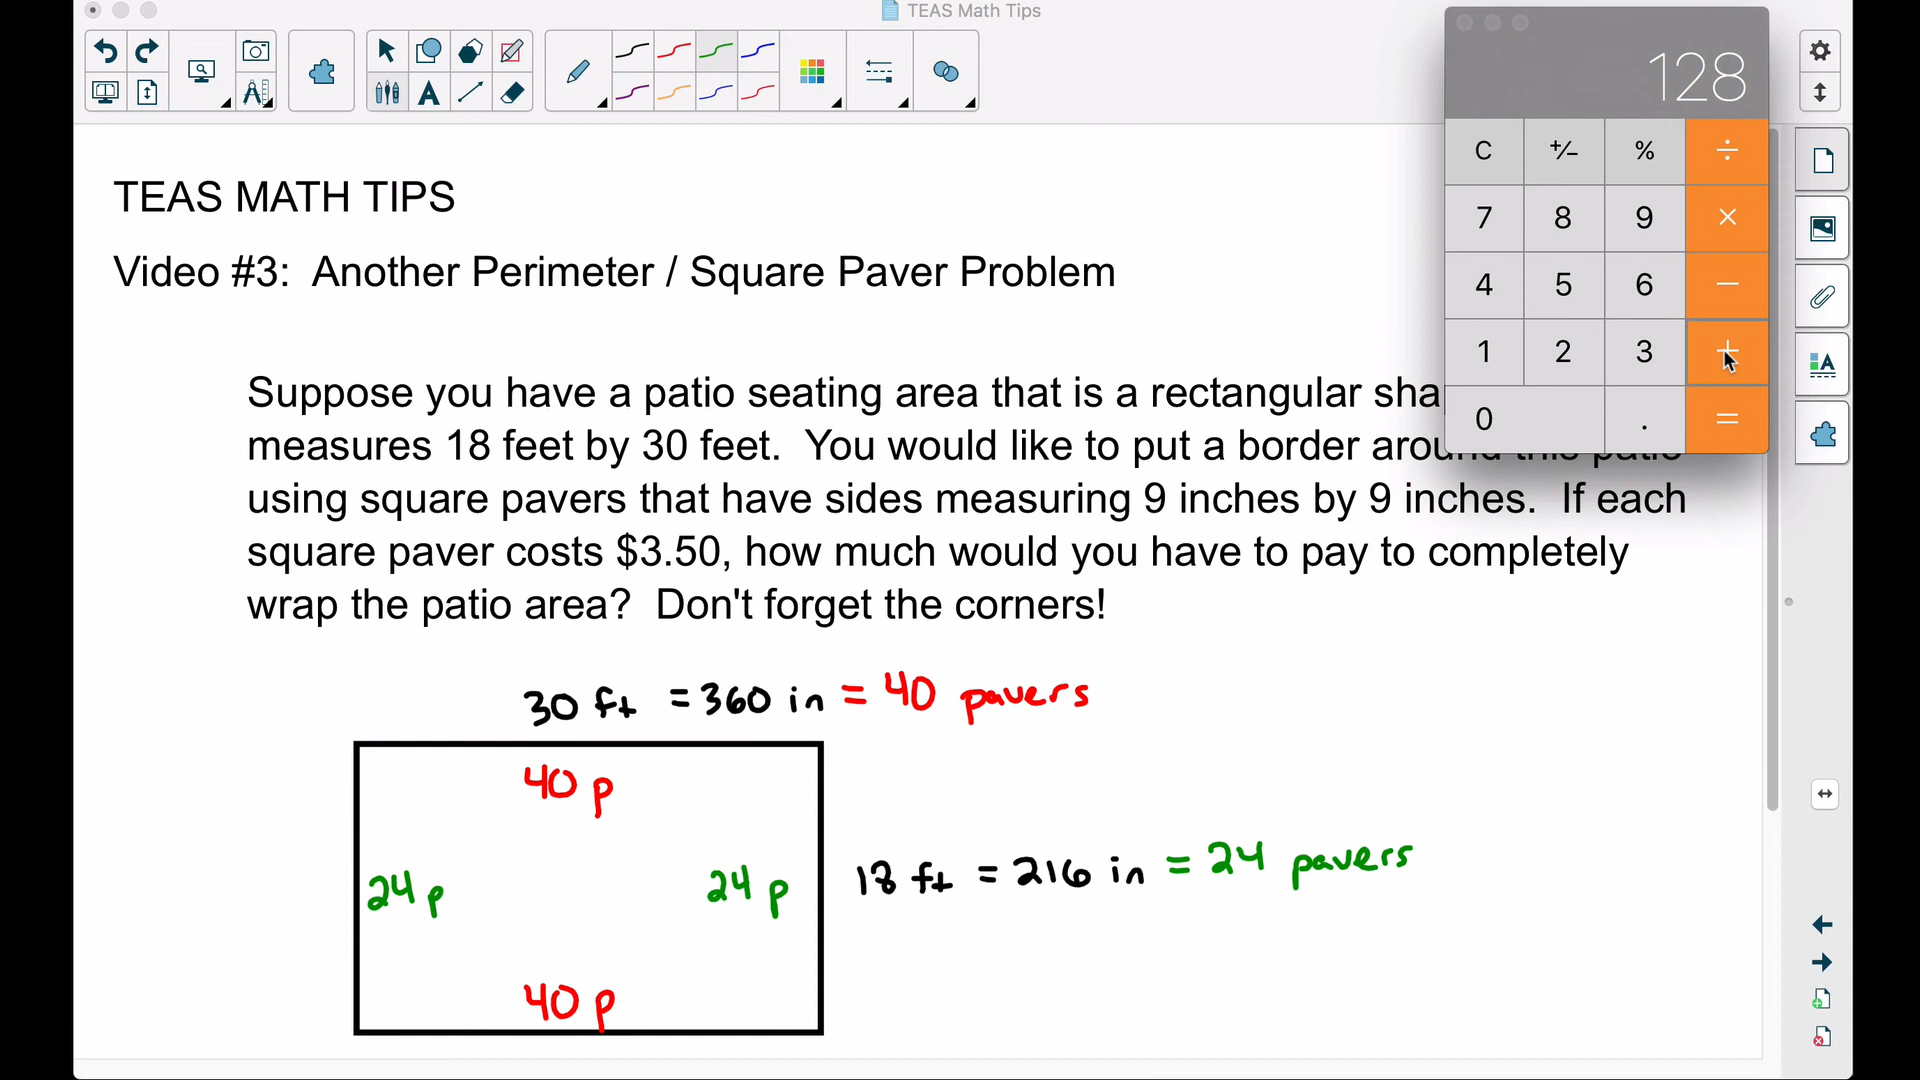 TEAS Math Tips
128
C +/− % ÷
7 8 9 ×
4 5 6 −
1 2 3 +
0 . =
TEAS MATH TIPS
Video #3: Another Perimeter / Square Paver Problem
Suppose you have a patio seating area that is a rectangular sha
measures 18 feet by 30 feet. You would like to put a border around this patio
using square pavers that have sides measuring 9 inches by 9 inches. If each
square paver costs $3.50, how much would you have to pay to completely
wrap the patio area? Don't forget the corners!
30 ft = 360 in = 40 pavers
40 p
24 p 24 p
18 ft = 216 in = 24 pavers
40 p